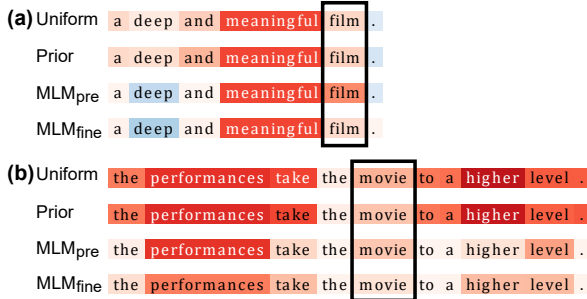 (a) Uniform a deep and meaningful film .
Prior a deep and meaningful film .
MLMpre a deep and meaningful film .
MLMfine a deep and meaningful film .
(b) Uniform the performances take the movie to a higher level .
Prior the performances take the movie to a higher level .
MLMpre the performances take the movie to a higher level .
MLMfine the performances take the movie to a higher level .